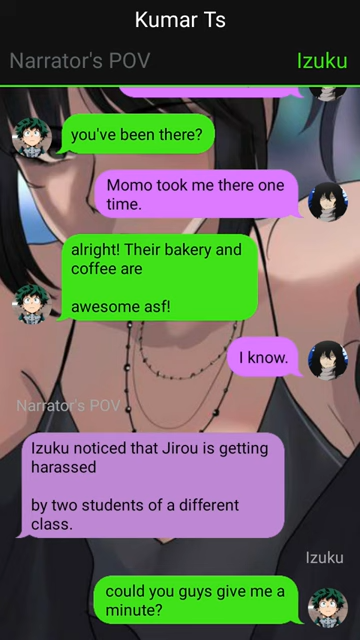 Kumar Ts
Narrator's POV
Izuku
you've been there?
Momo took me there one
time.
alright! Their bakery and
coffee are
awesome asf!
I know.
Narrator's POV
Izuku noticed that Jirou is getting
harassed
by two students of a different
class.
Izuku
could you guys give me a
minute?